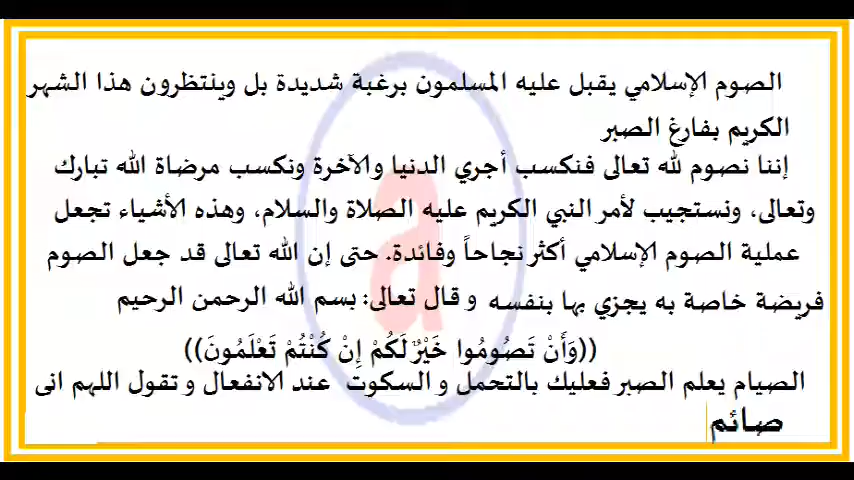 الصوم الإسلامي يقبل عليه المسلمون برغبة شديدة بل وينتظرون هذا الشهر
الكريم بفارغ الصبر
إننا نصوم لله تعالى فنكسب أجري الدنيا والآخرة ونكسب مرضاة الله تبارك
وتعالى، ونستجيب لأمر النبي الكريم عليه الصلاة والسلام، وهذه الأشياء تجعل
عملية الصوم الإسلامي أكثر نجاحاً وفائدة. حتى إن الله تعالى قد جعل الصوم
فريضة خاصة به يجزي بها بنفسه و قال تعالى: بسم الله الرحمن الرحيم
((وَأَنْ تَصُومُوا خَيْرٌ لَكُمْ إِنْ كُنْتُمْ تَعْلَمُونَ))
الصيام يعلم الصبر فعليك بالتحمل و السكوت عند الانفعال و تقول اللهم انى
صائم
a